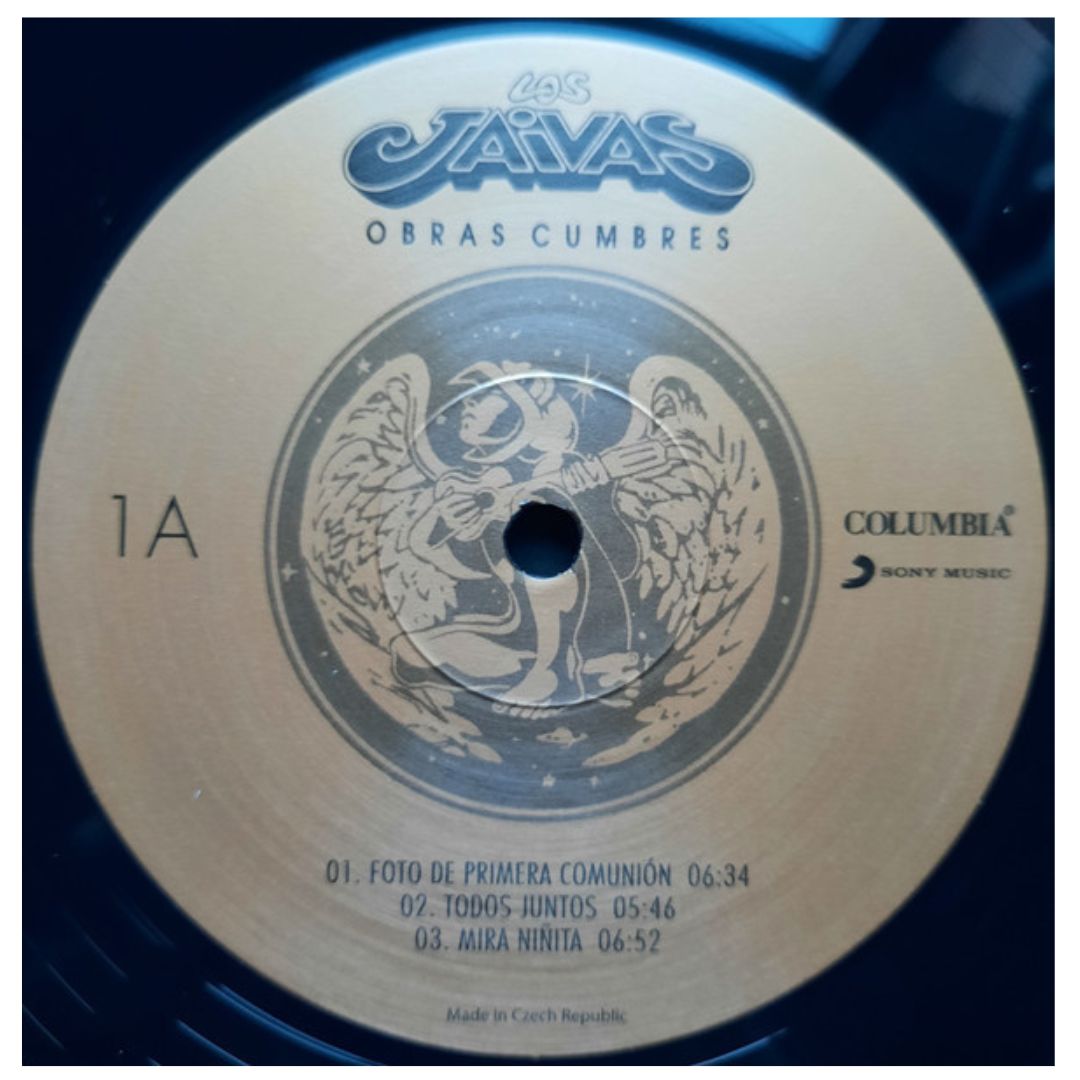 LOS
JAIVAS
OBRAS CUMBRES
1A
COLUMBIA®
SONY MUSIC
01. FOTO DE PRIMERA COMUNIÓN 06:34
02. TODOS JUNTOS 05:46
03. MIRA NIÑITA 06:52
Made in Czech Republic